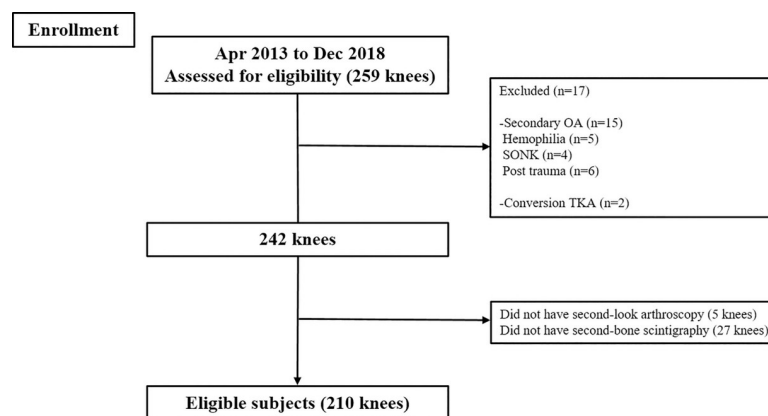 Enrollment
Apr 2013 to Dec 2018
Assessed for eligibility (259 knees)
Excluded (n=17)
-Secondary OA (n=15)
Hemophilia (n=5)
SONK (n=4)
Post trauma (n=6)
-Conversion TKA (n=2)
242 knees
Did not have second-look arthroscopy (5 knees)
Did not have second-bone scintigraphy (27 knees)
Eligible subjects (210 knees)